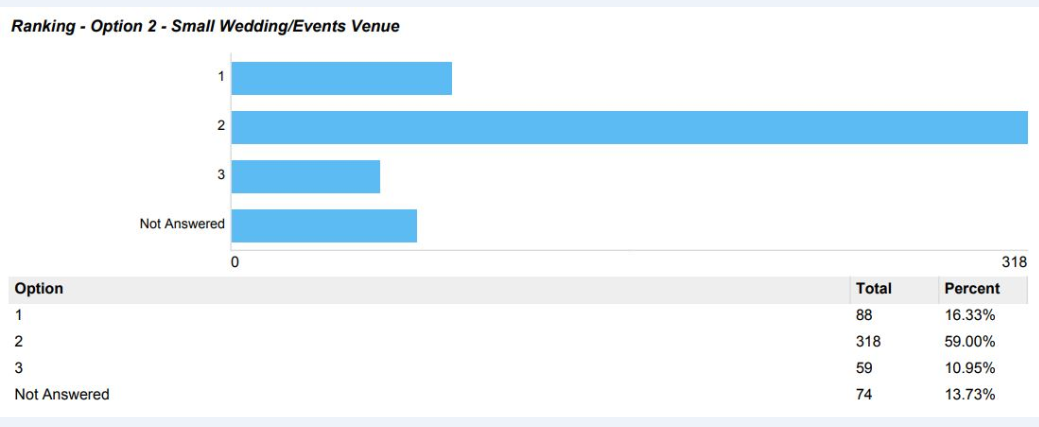 Ranking - Option 2 - Small Wedding/Events Venue
1
2
3
Not Answered
0 318
Option Total Percent
1 88 16.33%
2 318 59.00%
3 59 10.95%
Not Answered 74 13.73%